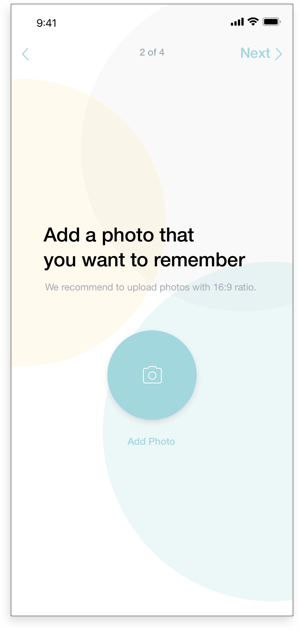 9:41
2 of 4
Next
Add a photo that
you want to remember
We recommend to upload photos with 16:9 ratio.
Add Photo